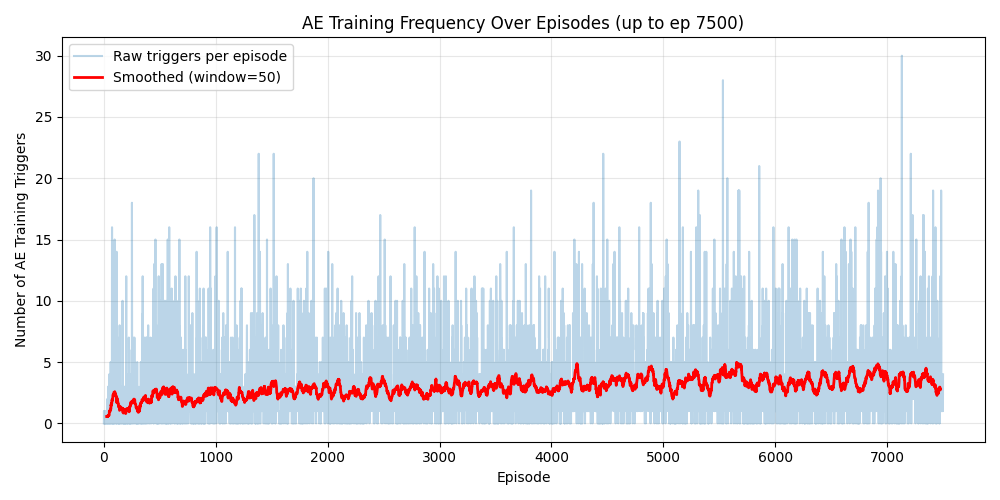 AE Training Frequency Over Episodes (up to ep 7500)
Raw triggers per episode
Smoothed (window=50)
Number of AE Training Triggers
30
25
20
15
10
5
0
0 1000 2000 3000 4000 5000 6000 7000
Episode